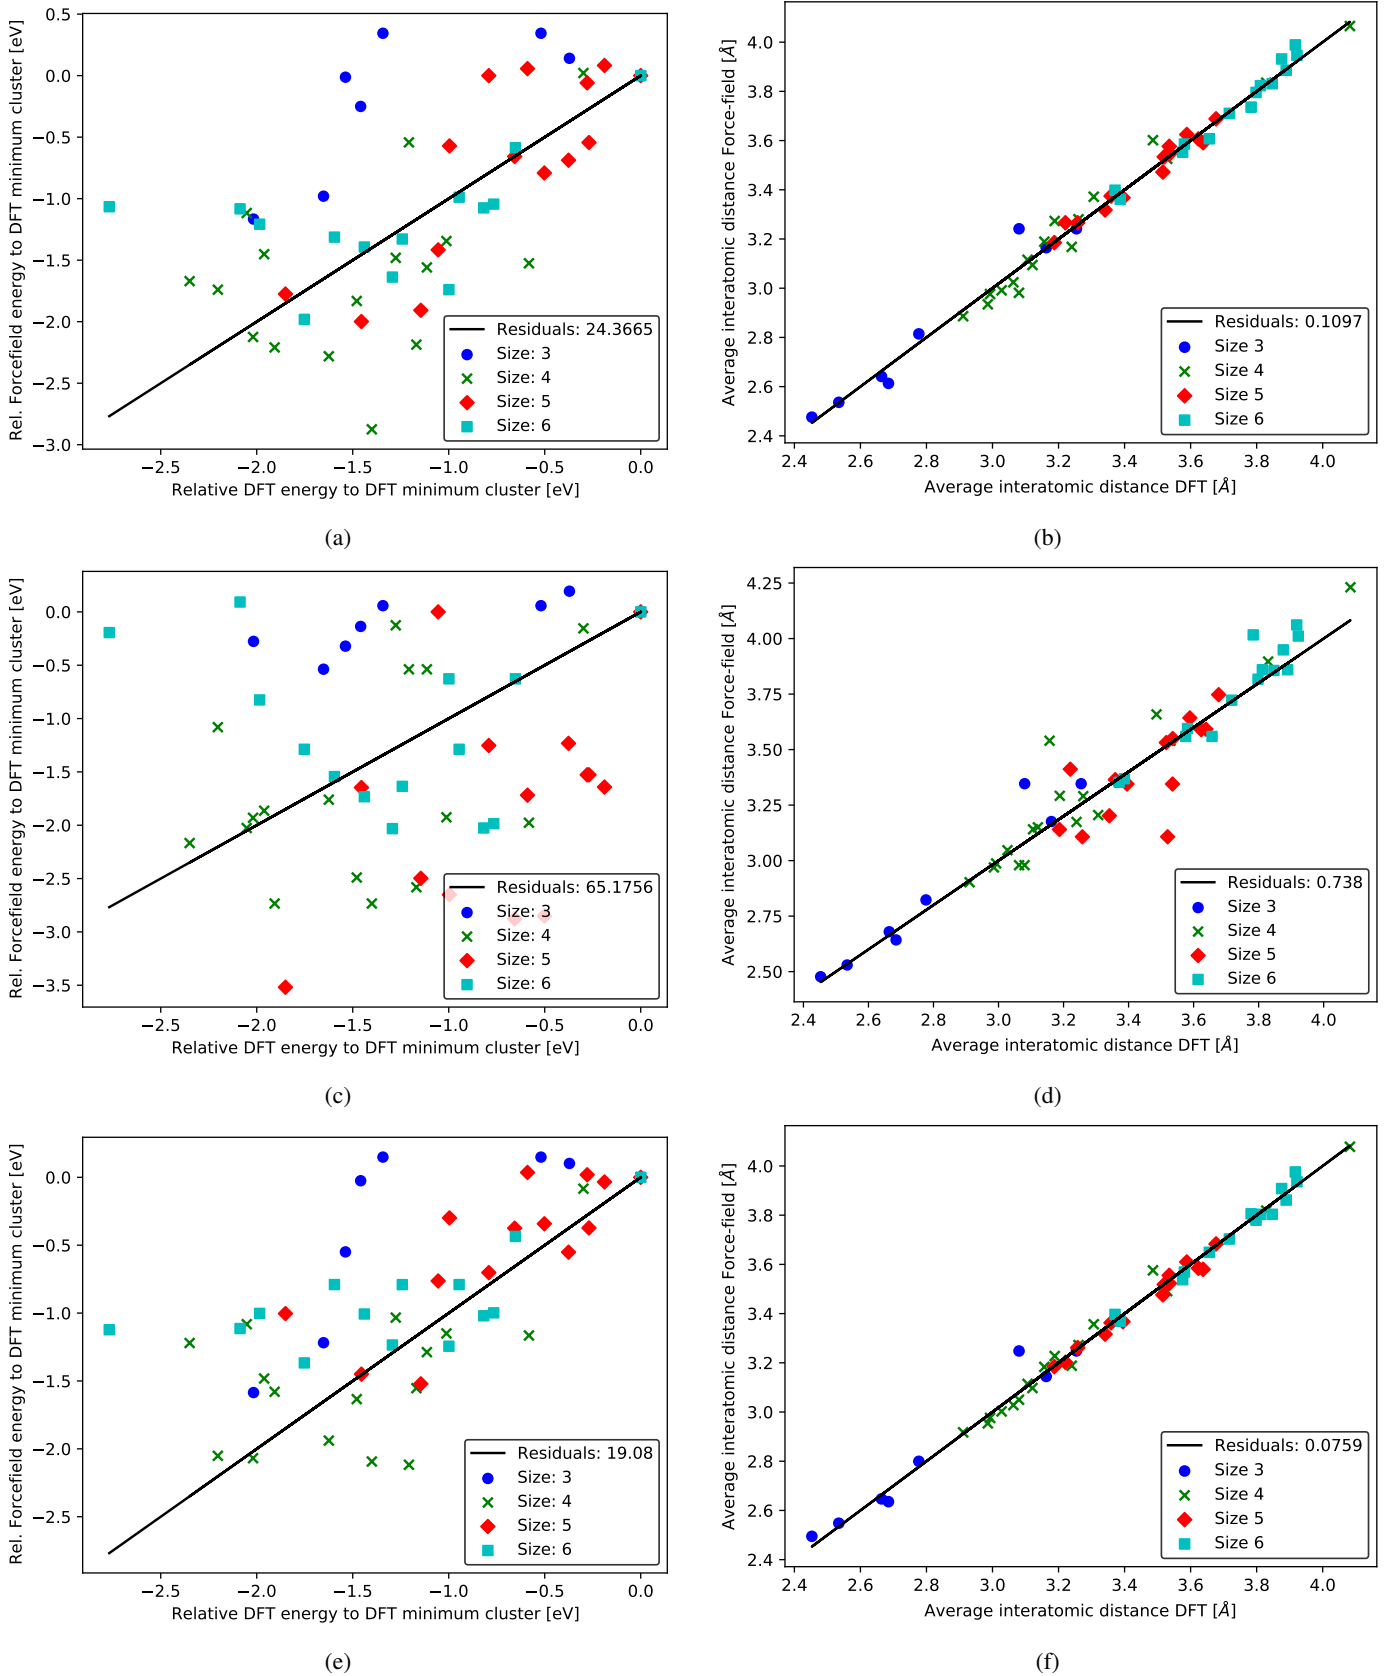 0.5
0.0
−0.5
−1.0
−1.5
−2.0
−2.5
−3.0
Rel. Forcefield energy to DFT minimum cluster [eV]
Residuals: 24.3665
Size: 3
Size: 4
Size: 5
Size: 6
−2.5 −2.0 −1.5 −1.0 −0.5 0.0
Relative DFT energy to DFT minimum cluster [eV]
(a)
4.0
3.8
3.6
3.4
3.2
3.0
2.8
2.6
2.4
Average interatomic distance Force-field [Å]
Residuals: 0.1097
Size 3
Size 4
Size 5
Size 6
2.4 2.6 2.8 3.0 3.2 3.4 3.6 3.8 4.0
Average interatomic distance DFT [Å]
(b)
0.0
−0.5
−1.0
−1.5
−2.0
−2.5
−3.0
−3.5
Rel. Forcefield energy to DFT minimum cluster [eV]
Residuals: 65.1756
Size: 3
Size: 4
Size: 5
Size: 6
−2.5 −2.0 −1.5 −1.0 −0.5 0.0
Relative DFT energy to DFT minimum cluster [eV]
(c)
4.25
4.00
3.75
3.50
3.25
3.00
2.75
2.50
Average interatomic distance Force-field [Å]
Residuals: 0.738
Size 3
Size 4
Size 5
Size 6
2.4 2.6 2.8 3.0 3.2 3.4 3.6 3.8 4.0
Average interatomic distance DFT [Å]
(d)
0.0
−0.5
−1.0
−1.5
−2.0
−2.5
Rel. Forcefield energy to DFT minimum cluster [eV]
Residuals: 19.08
Size: 3
Size: 4
Size: 5
Size: 6
−2.5 −2.0 −1.5 −1.0 −0.5 0.0
Relative DFT energy to DFT minimum cluster [eV]
(e)
4.0
3.8
3.6
3.4
3.2
3.0
2.8
2.6
2.4
Average interatomic distance Force-field [Å]
Residuals: 0.0759
Size 3
Size 4
Size 5
Size 6
2.4 2.6 2.8 3.0 3.2 3.4 3.6 3.8 4.0
Average interatomic distance DFT [Å]
(f)